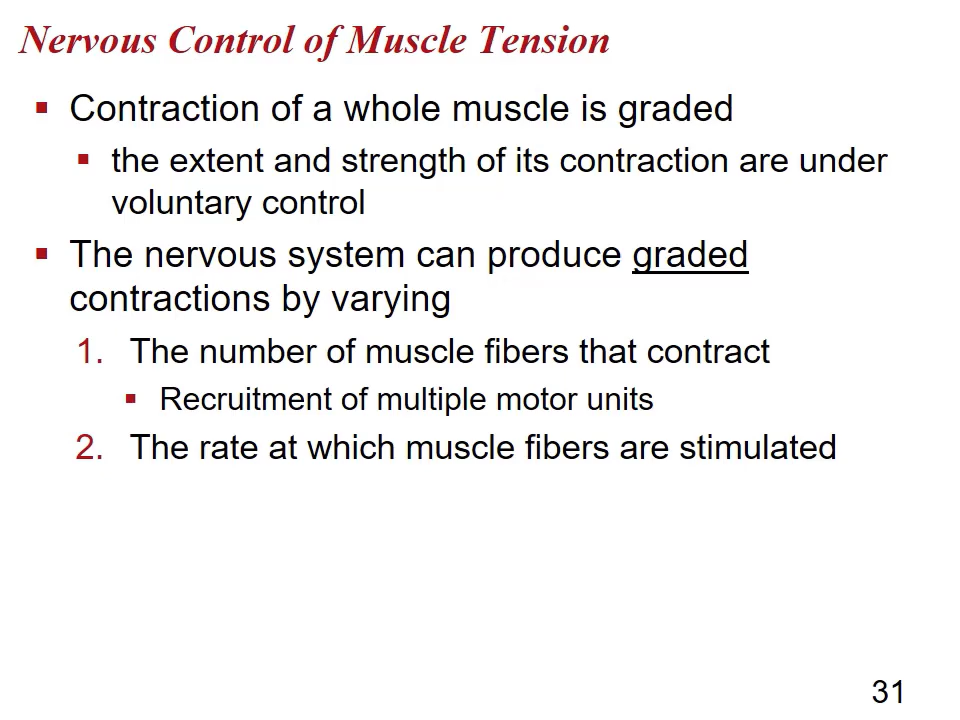 Nervous Control of Muscle Tension
▪ Contraction of a whole muscle is graded
▪ the extent and strength of its contraction are under
voluntary control
▪ The nervous system can produce graded
contractions by varying
1. The number of muscle fibers that contract
▪ Recruitment of multiple motor units
2. The rate at which muscle fibers are stimulated
31